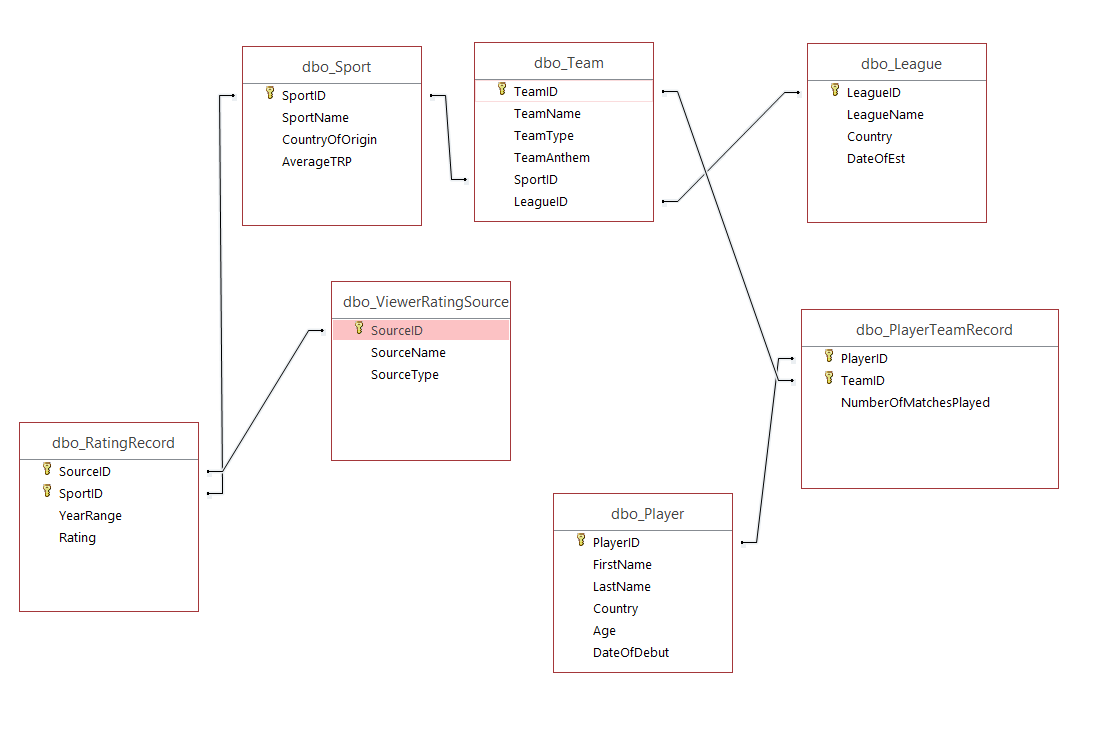 dbo_Sport
SportID
SportName
CountryOfOrigin
AverageTRP
dbo_Team
TeamID
TeamName
TeamType
TeamAnthem
SportID
LeagueID
dbo_League
LeagueID
LeagueName
Country
DateOfEst
dbo_ViewerRatingSource
SourceID
SourceName
SourceType
dbo_PlayerTeamRecord
PlayerID
TeamID
NumberOfMatchesPlayed
dbo_RatingRecord
SourceID
SportID
YearRange
Rating
dbo_Player
PlayerID
FirstName
LastName
Country
Age
DateOfDebut